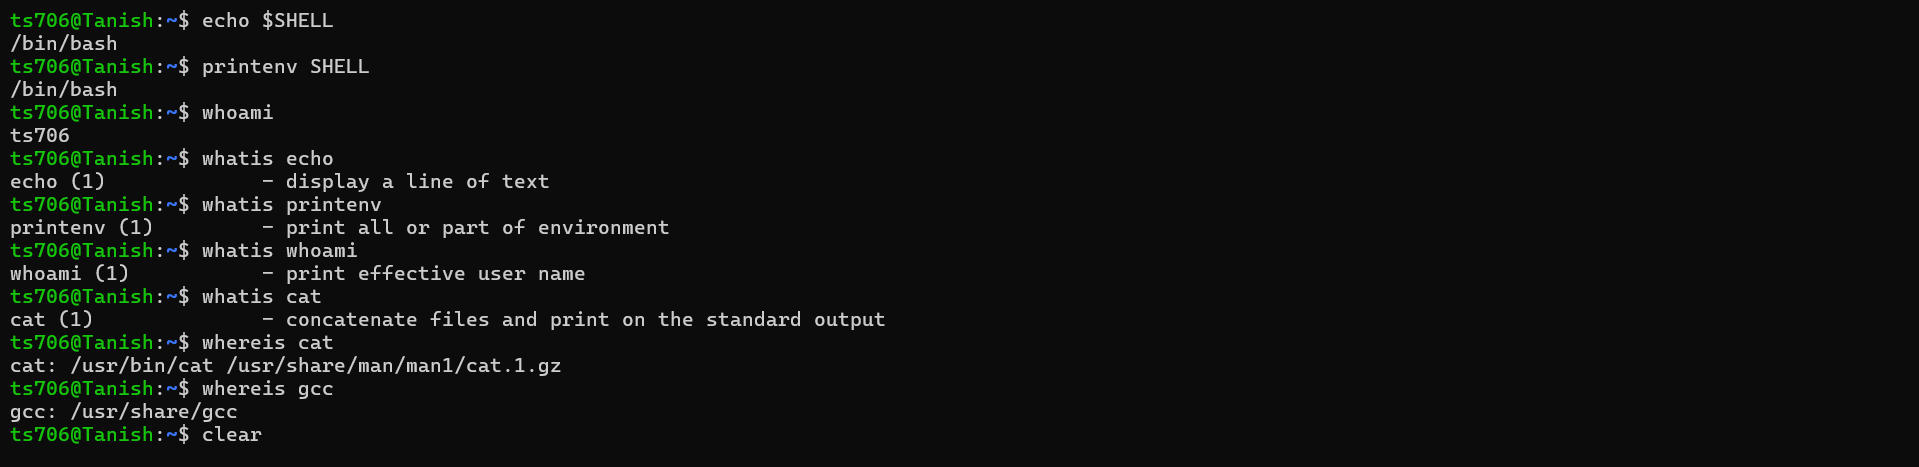 ts706@Tanish:~$ echo $SHELL
/bin/bash
ts706@Tanish:~$ printenv SHELL
/bin/bash
ts706@Tanish:~$ whoami
ts706
ts706@Tanish:~$ whatis echo
echo (1)             - display a line of text
ts706@Tanish:~$ whatis printenv
printenv (1)         - print all or part of environment
ts706@Tanish:~$ whatis whoami
whoami (1)           - print effective user name
ts706@Tanish:~$ whatis cat
cat (1)              - concatenate files and print on the standard output
ts706@Tanish:~$ whereis cat
cat: /usr/bin/cat /usr/share/man/man1/cat.1.gz
ts706@Tanish:~$ whereis gcc
gcc: /usr/share/gcc
ts706@Tanish:~$ clear